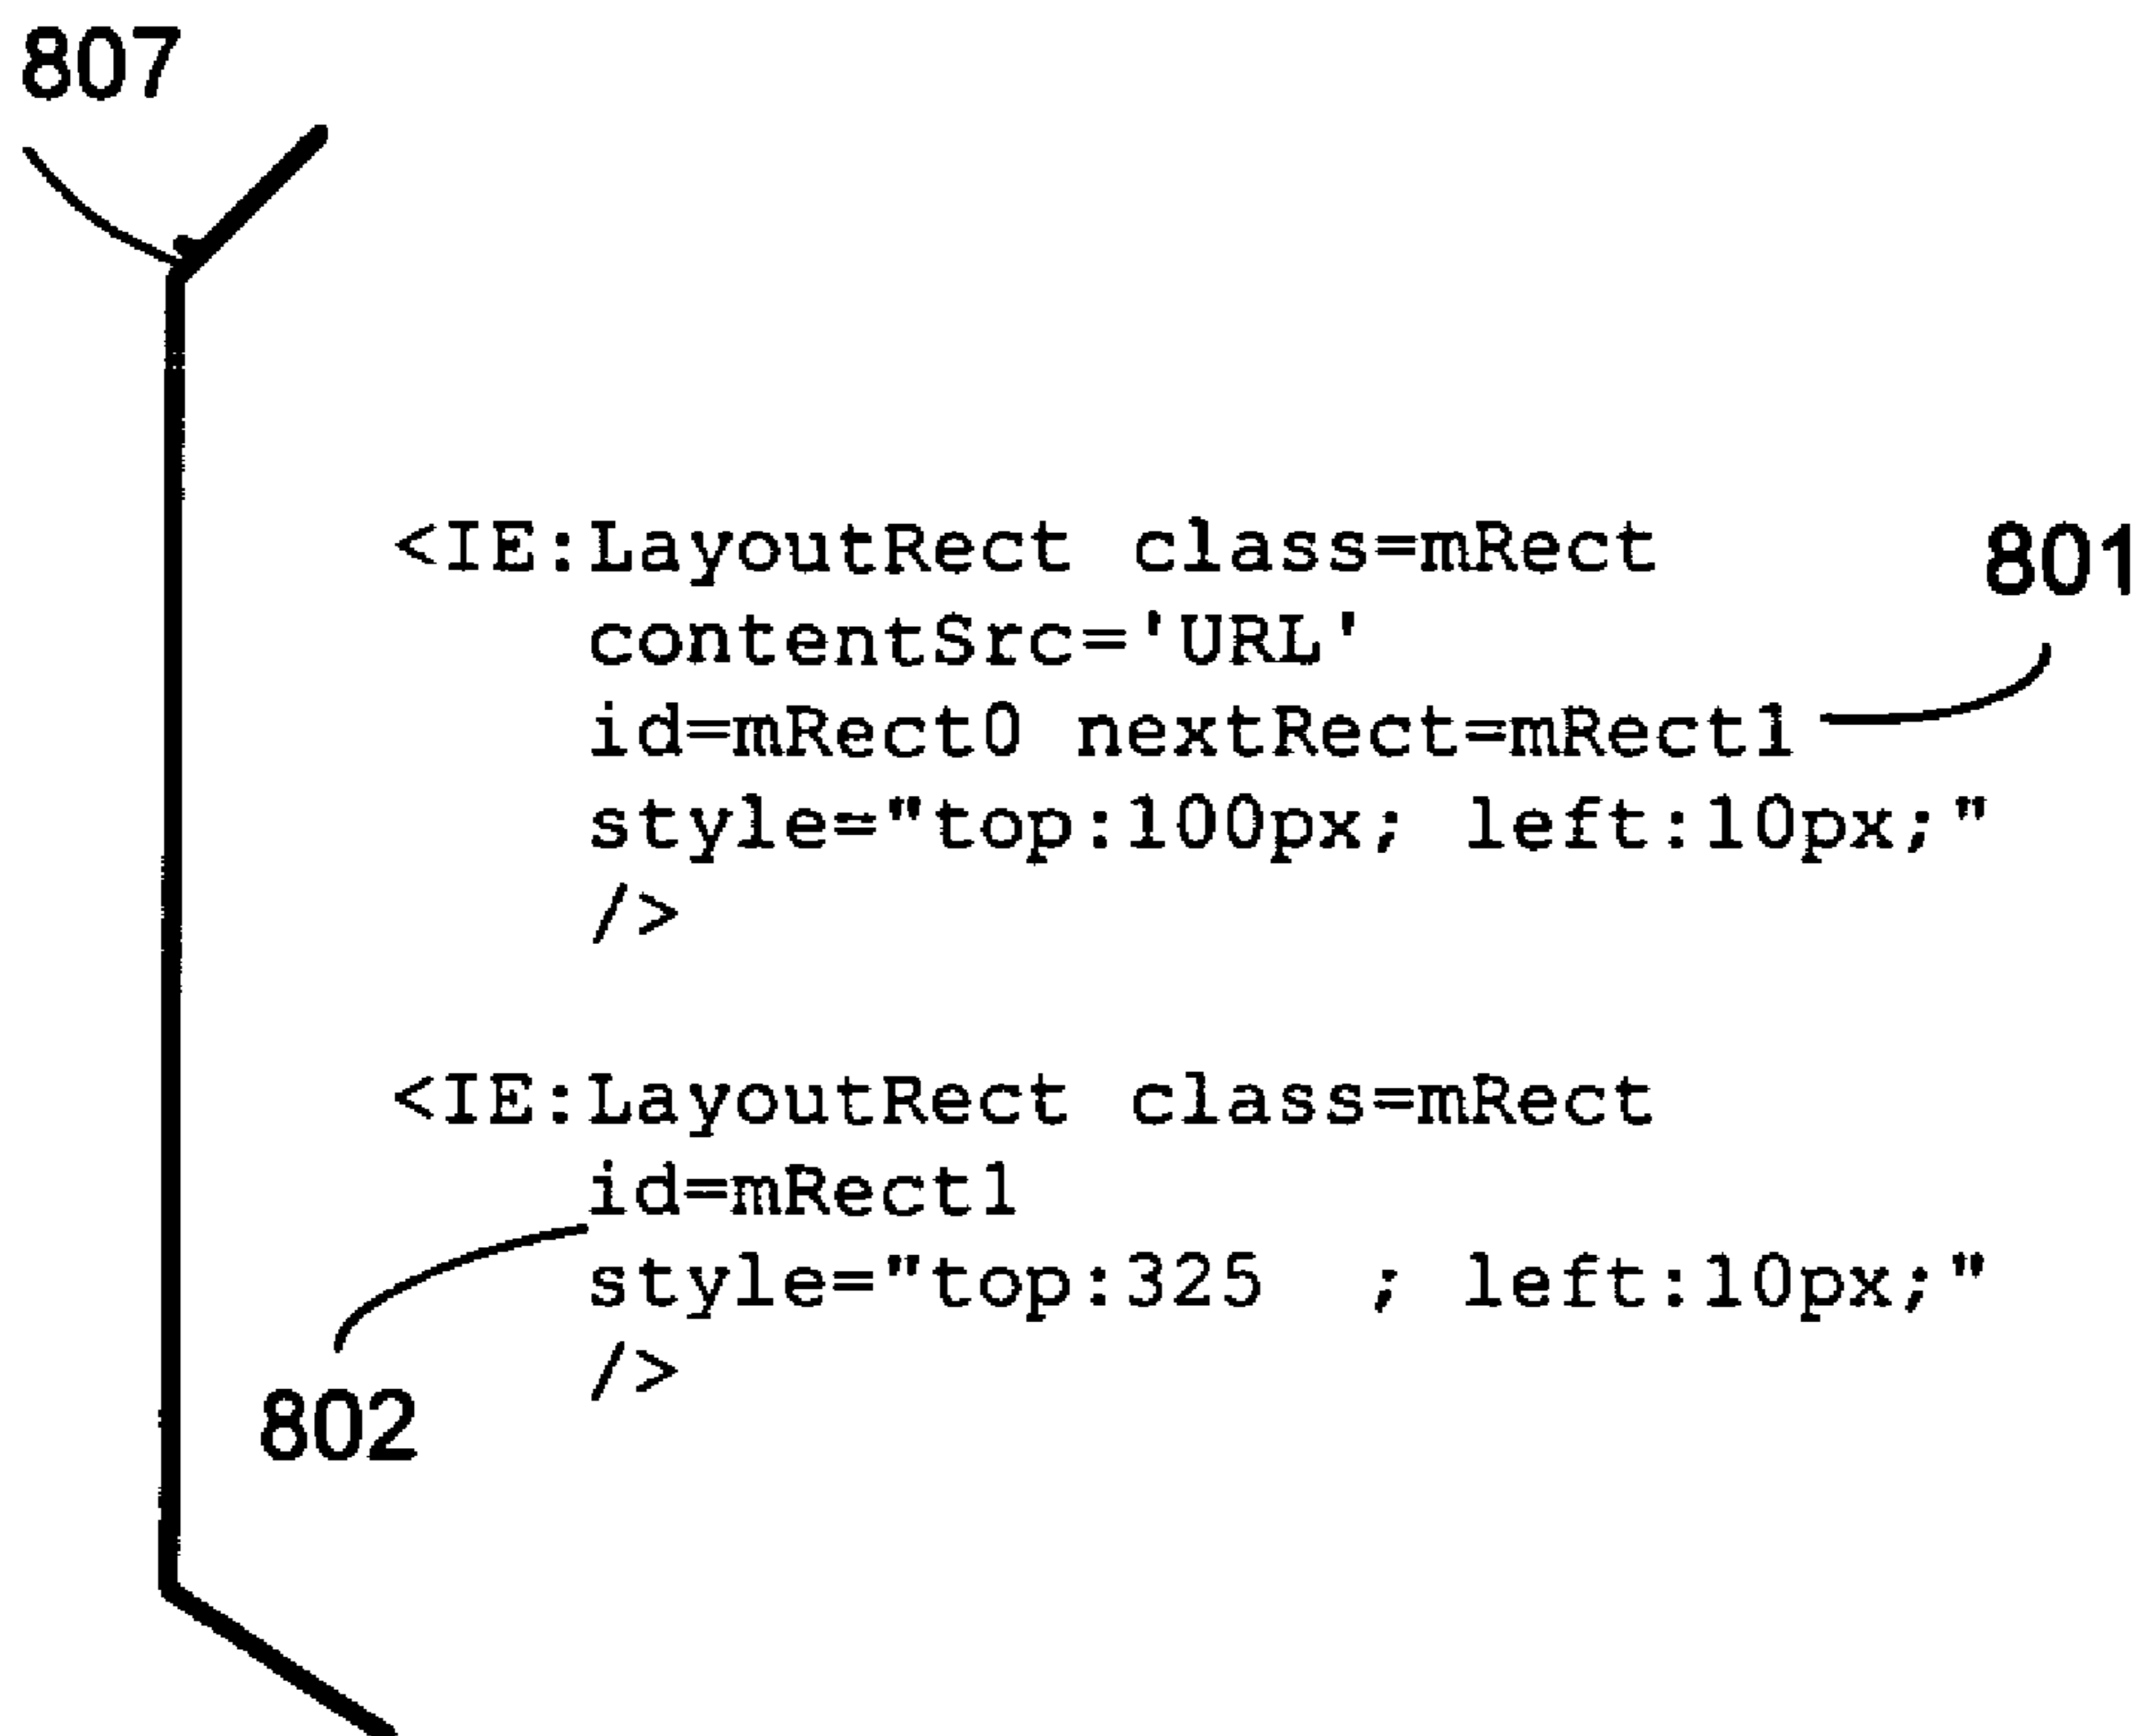 807
<IE:LayoutRect class=mRect
801
contentSrc='URL'
id=mRect0 nextRect=mRect1
style="top:100px; left:10px;"
/>
<IE:LayoutRect class=mRect
id=mRect1
style="top:325   ; left:10px;"
/>
802